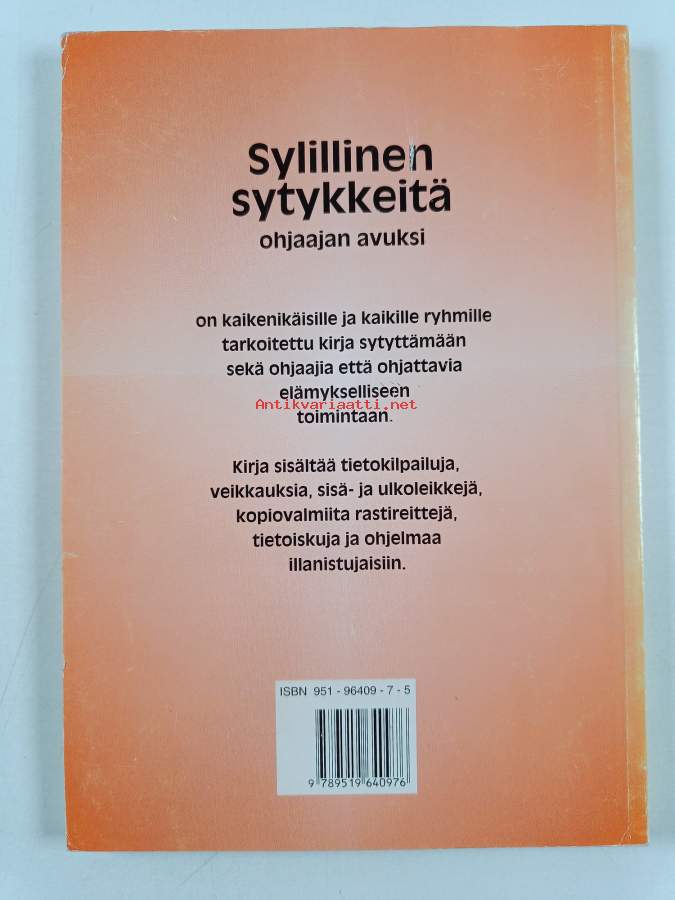 Sylillinen
sytykkeitä
ohjaajan avuksi
on kaikenikäisille ja kaikille ryhmille
tarkoitettu kirja sytyttämään
sekä ohjaajia että ohjattavia
elämykselliseen
Antikvariaatti.net
toimintaan.
Kirja sisältää tietokilpailuja,
veikkauksia, sisä- ja ulkoleikkejä,
kopiovalmiita rastireittejä,
tietoiskuja ja ohjelmaa
illanistujaisiin.
ISBN 951 - 96409 - 7 - 5
9 789519 640976